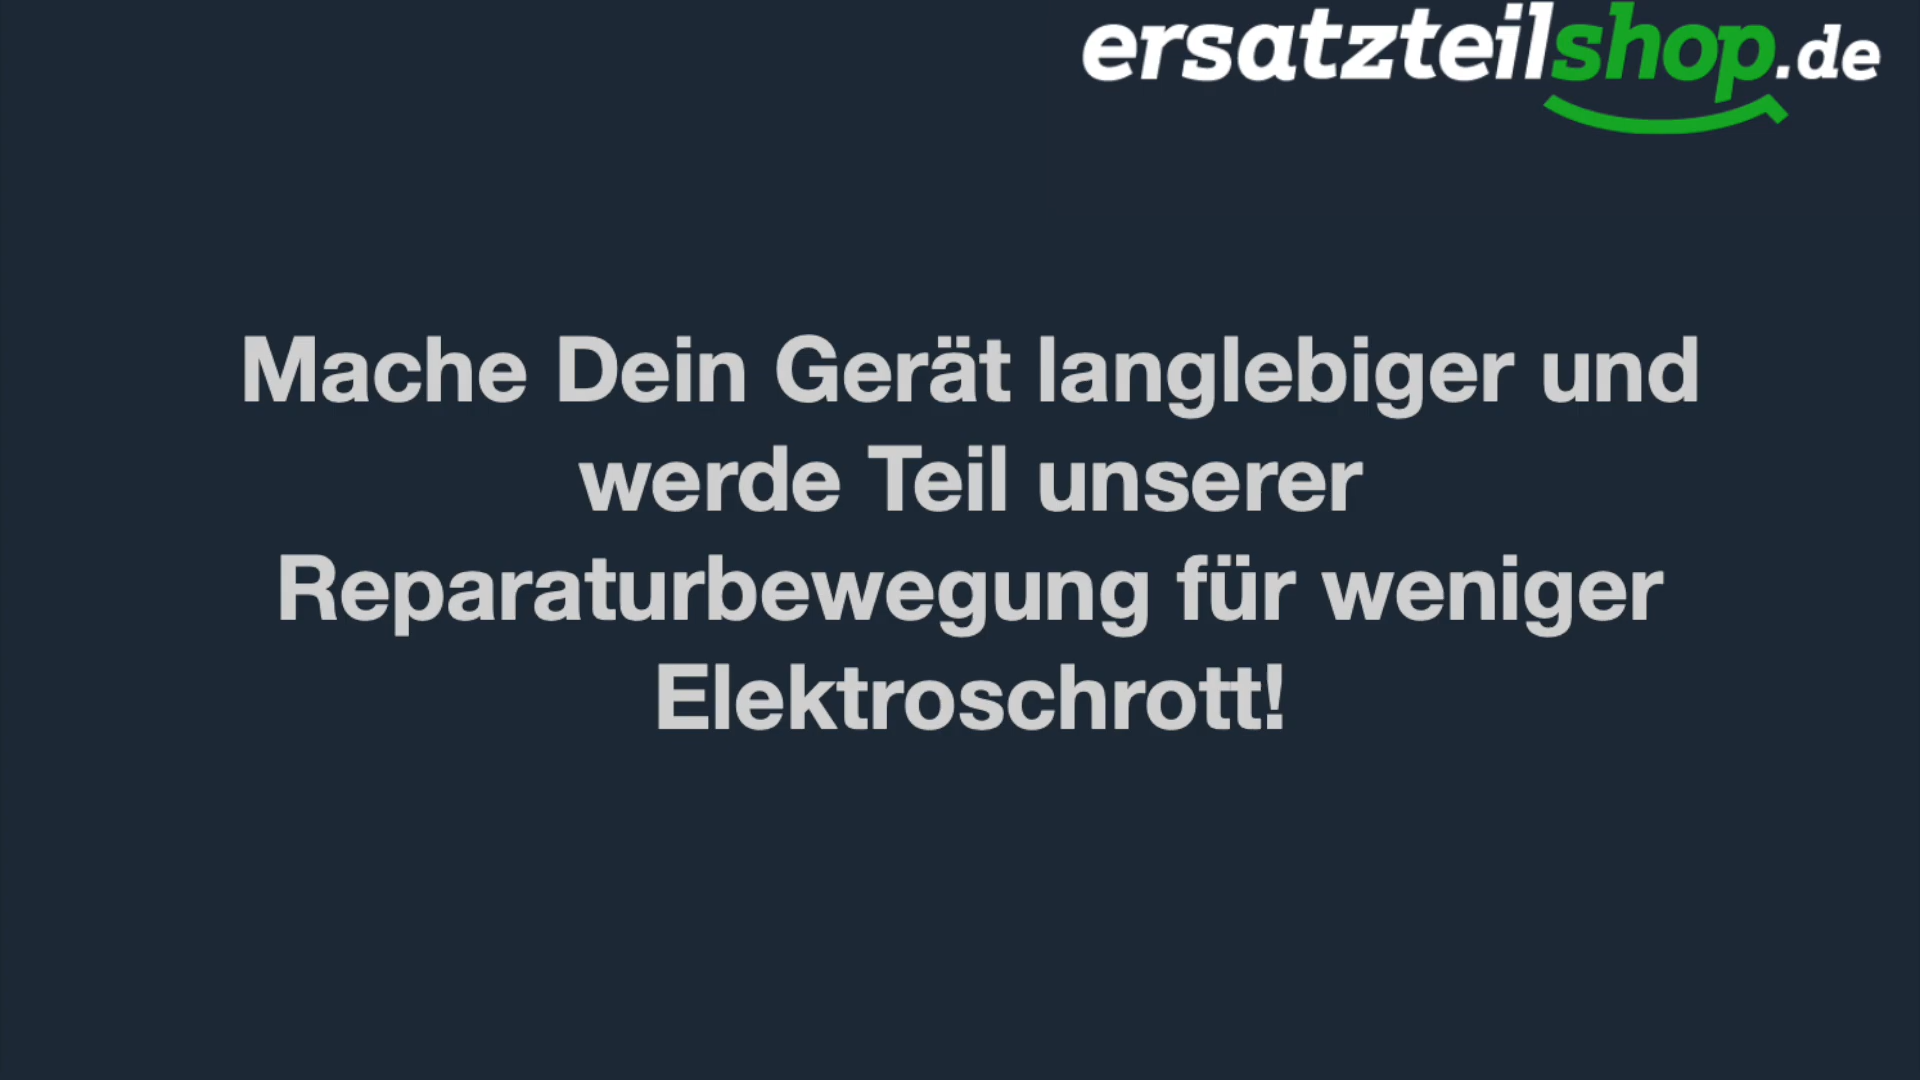 ersatzteilshop.de
Mache Dein Gerät langlebiger und
werde Teil unserer
Reparaturbewegung für weniger
Elektroschrott!